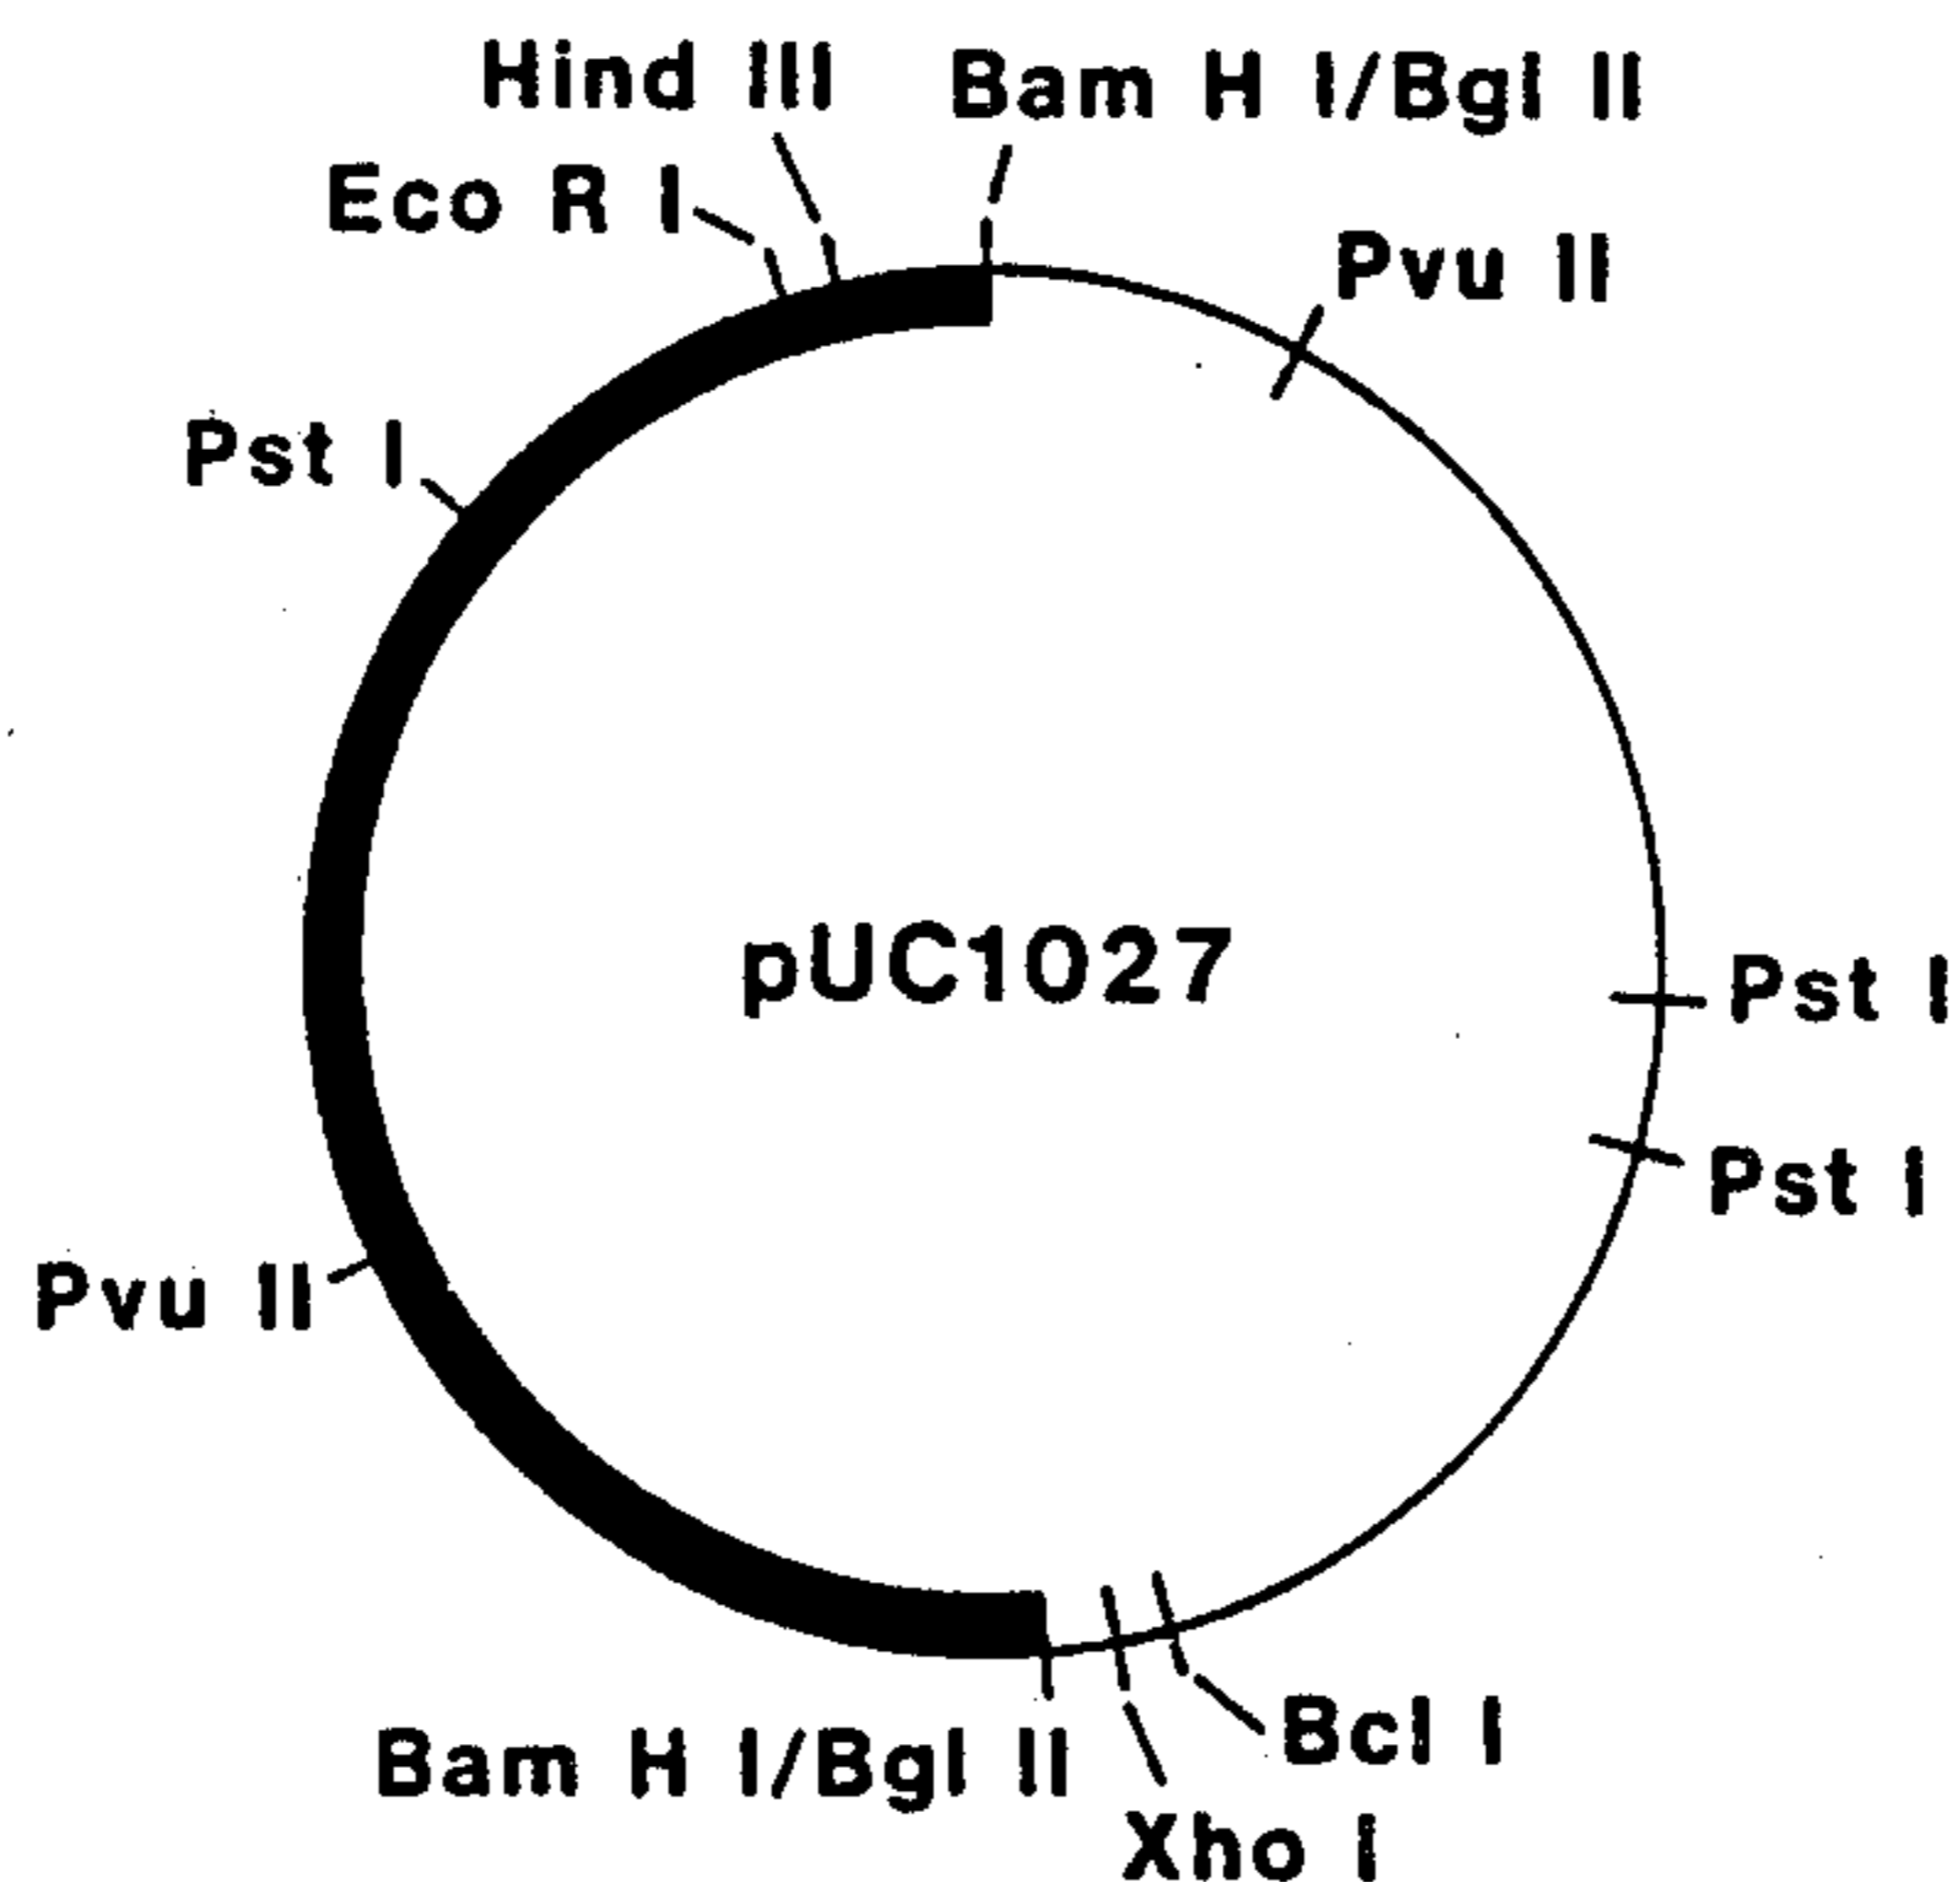 Hind III
Bam H I/Bgl II
Eco R I
Pvu II
Pst I
pUC1027
Pst I
Pst I
Pvu II
Bcl I
Bam H I/Bgl II
Xho I